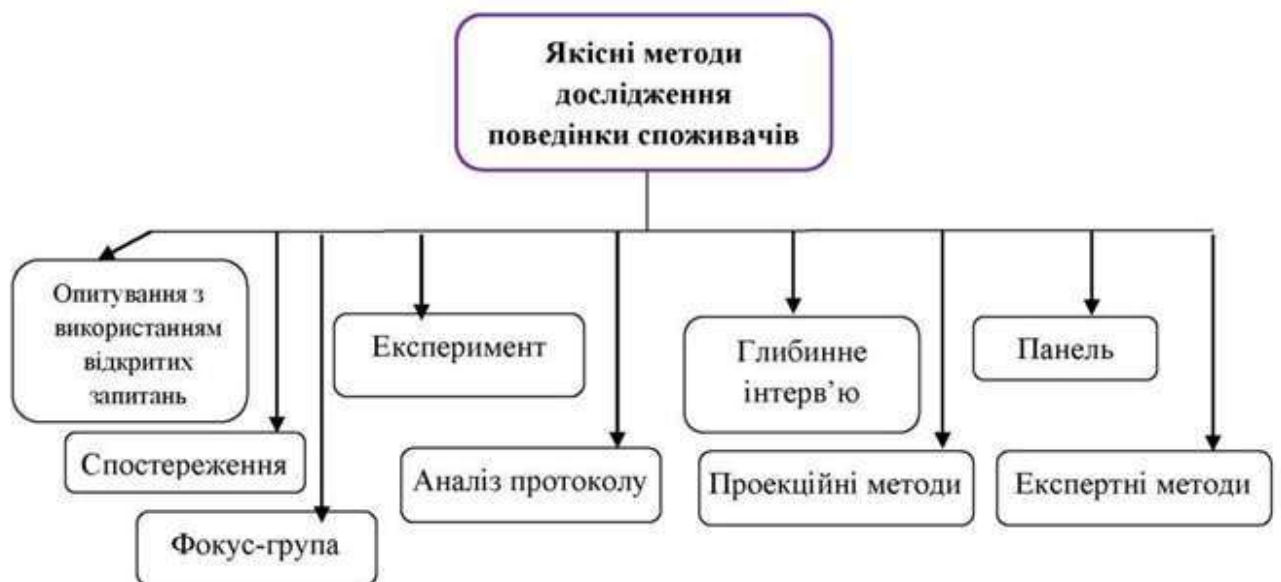 Якісні методи
дослідження
поведінки споживачів
Опитування з
використанням
відкритих
запитань
Спостереження
Фокус-група
Експеримент
Аналіз протоколу
Глибинне
інтерв’ю
Проекційні методи
Панель
Експертні методи